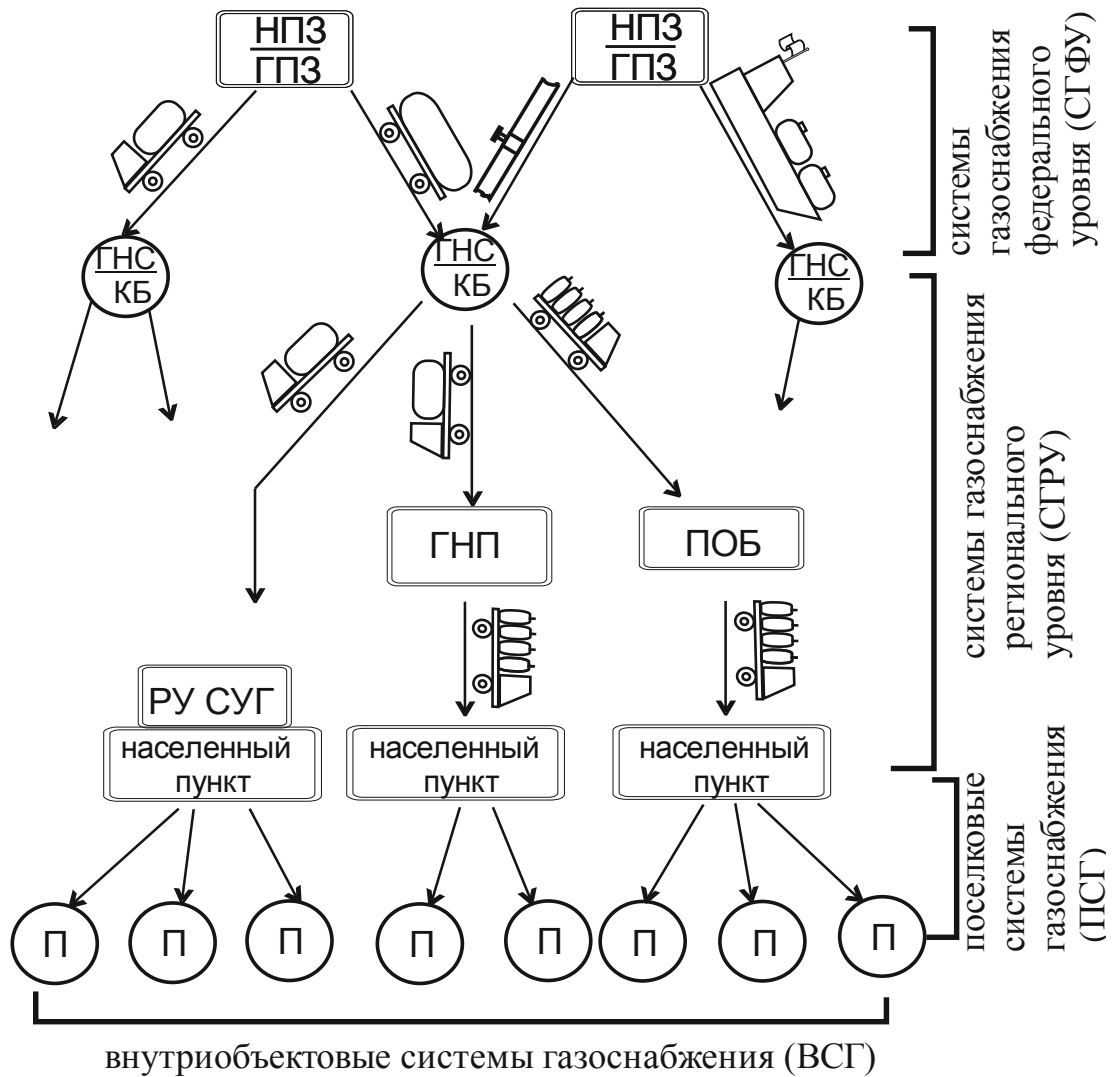 НПЗ
ГПЗ
НПЗ
ГПЗ
системы
газоснабжения
федерального
уровня (СГФУ)
ГНС
КБ
ГНС
КБ
ГНС
КБ
системы газоснабжения
регионального
уровня (СГРУ)
ГНП
ПОБ
РУ СУГ
населенный
пункт
населенный
пункт
населенный
пункт
поселковые
системы
газоснабжения
(ПСГ)
П
П
П
П
П
П
П
П
внутриобъектовые системы газоснабжения (ВСГ)